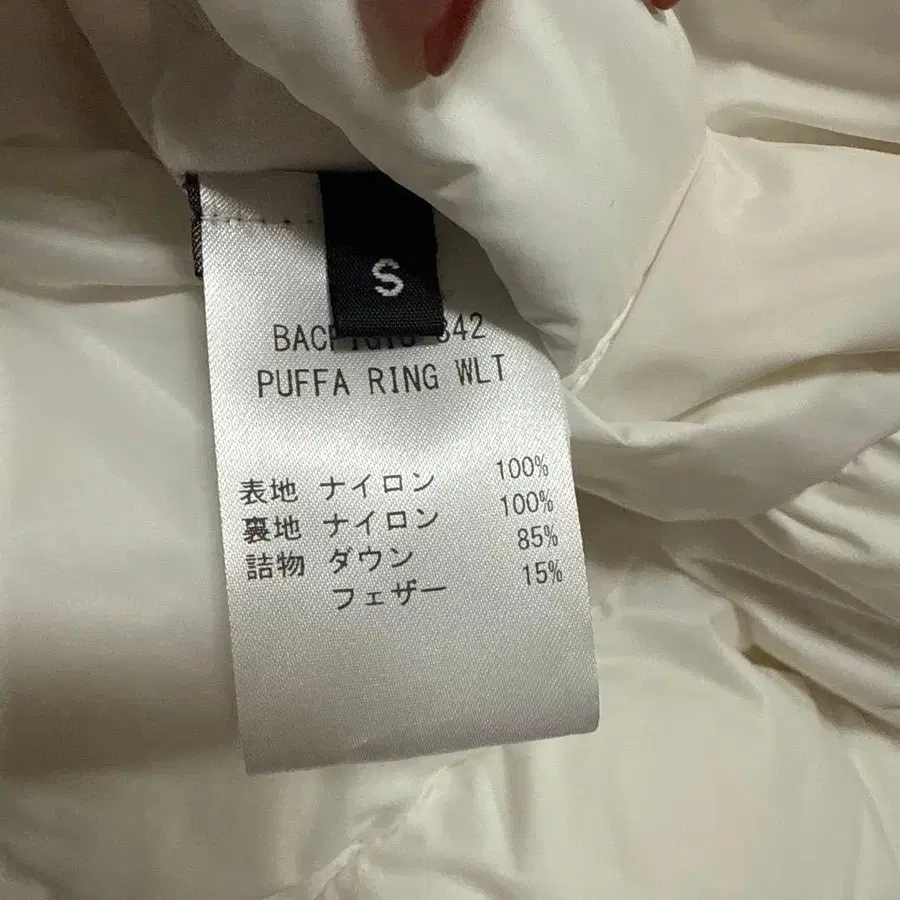 S
PUFFA RING WLT
表地 ナイロン 100%
裏地 ナイロン 100%
詰物 ダウン 85%
フェザー 15%